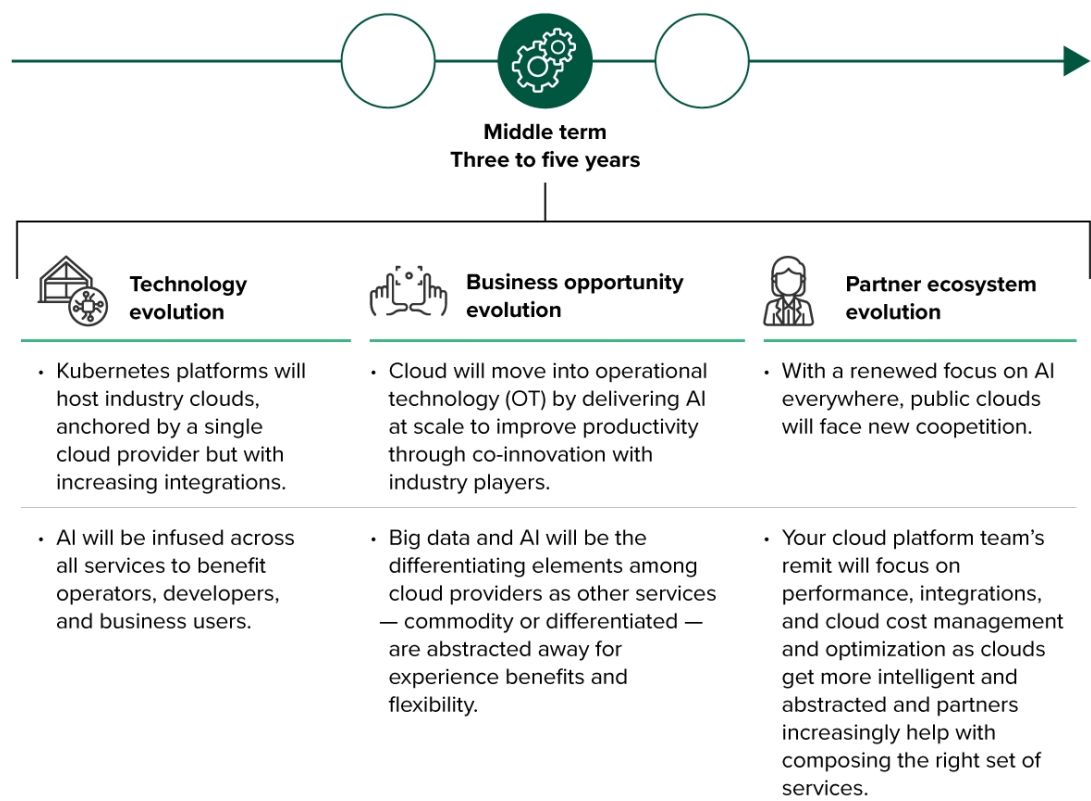 Middle term
Three to five years
Technology
evolution
• Kubernetes platforms will
host industry clouds,
anchored by a single
cloud provider but with
increasing integrations.
• AI will be infused across
all services to benefit
operators, developers,
and business users.
Business opportunity
evolution
• Cloud will move into operational
technology (OT) by delivering AI
at scale to improve productivity
through co-innovation with
industry players.
• Big data and AI will be the
differentiating elements among
cloud providers as other services
— commodity or differentiated —
are abstracted away for
experience benefits and
flexibility.
Partner ecosystem
evolution
• With a renewed focus on AI
everywhere, public clouds
will face new coopetition.
• Your cloud platform team’s
remit will focus on
performance, integrations,
and cloud cost management
and optimization as clouds
get more intelligent and
abstracted and partners
increasingly help with
composing the right set of
services.